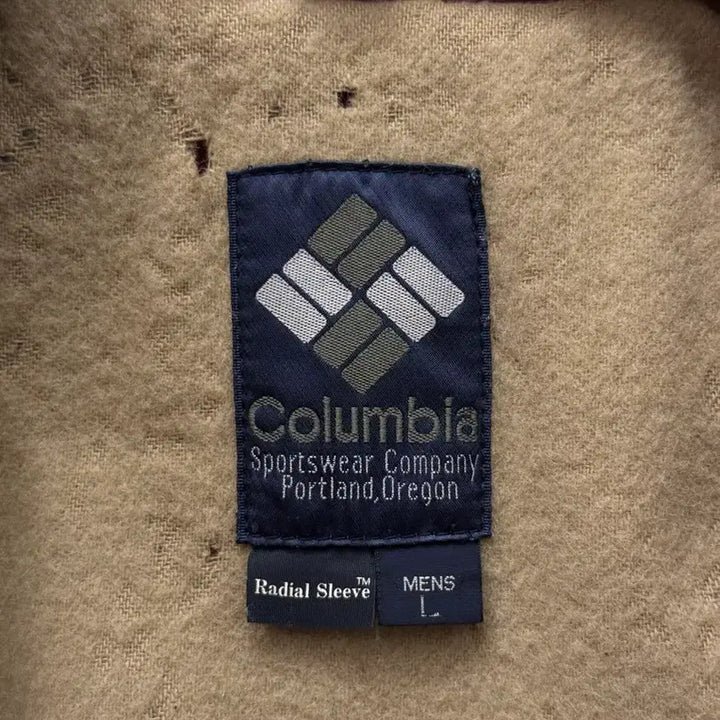 Columbia
Sportswear Company
Portland,Oregon
Radial Sleeve™
MENS
L